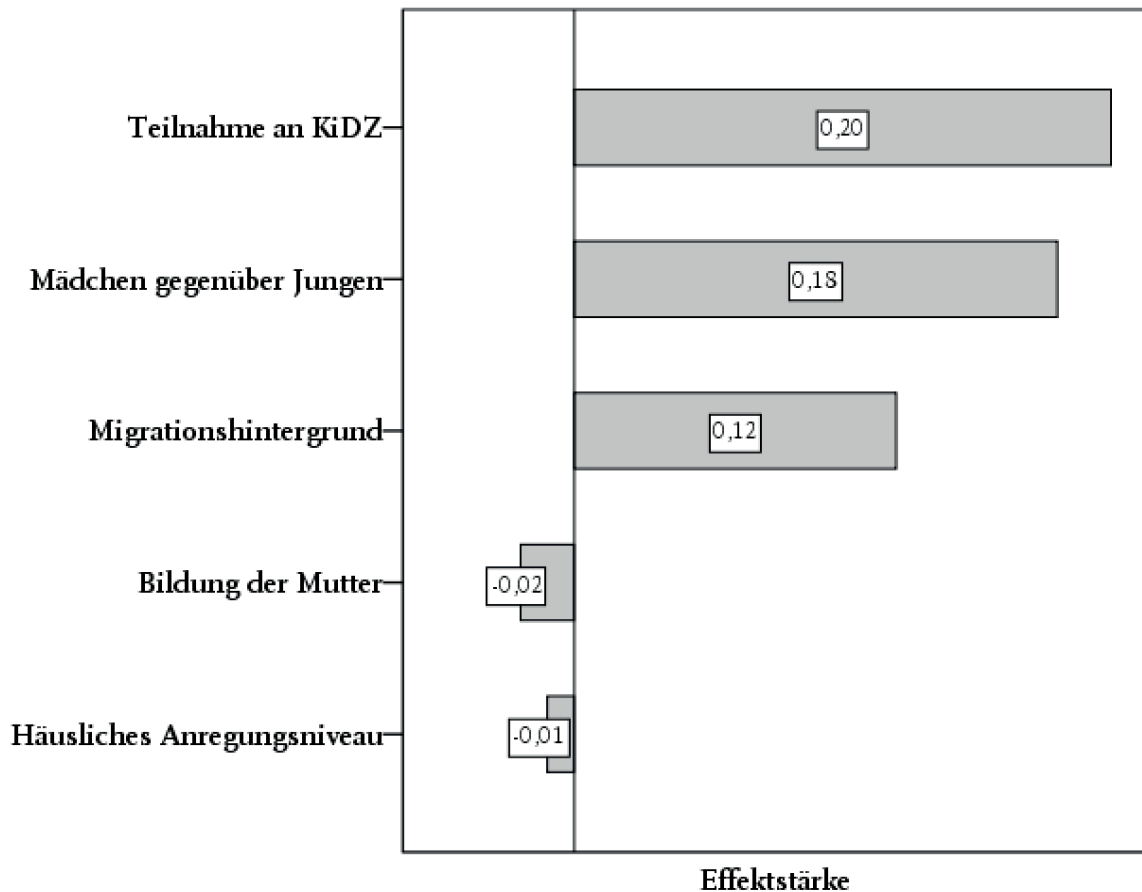 Teilnahme an KiDZ
0,20
Mädchen gegenüber Jungen
0,18
Migrationshintergrund
0,12
Bildung der Mutter
-0,02
Häusliches Anregungsniveau
-0,01
Effektstärke